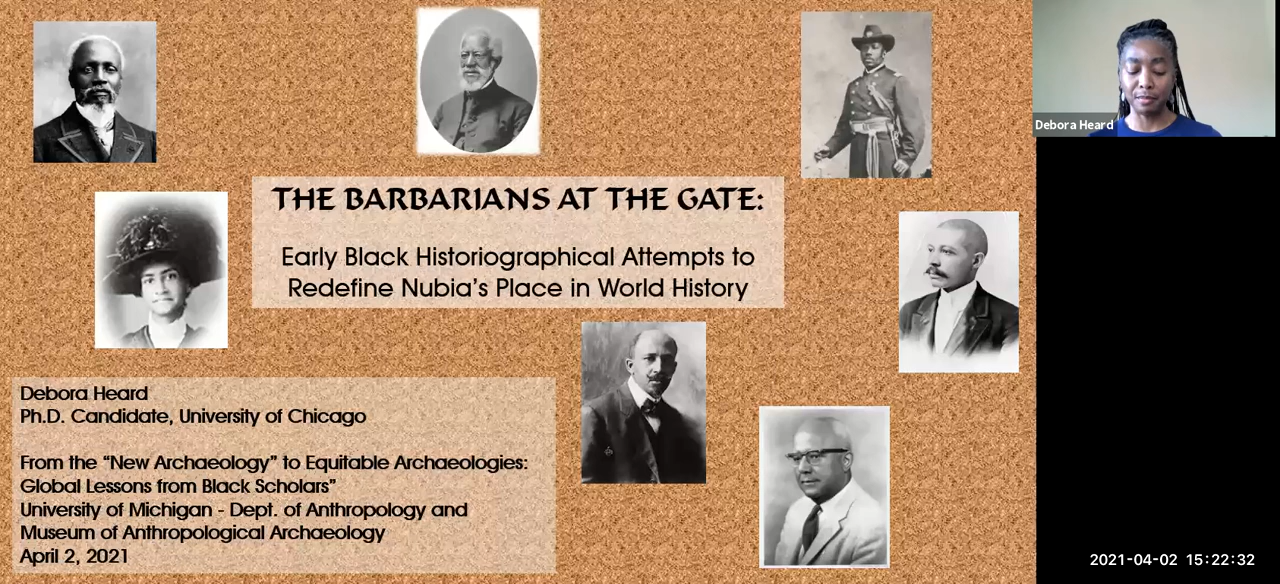 THE BARBARIANS AT THE GATE:
Early Black Historiographical Attempts to
Redefine Nubia's Place in World History
Debora Heard
Ph.D. Candidate, University of Chicago
From the “New Archaeology” to Equitable Archaeologies:
Global Lessons from Black Scholars”
University of Michigan - Dept. of Anthropology and
Museum of Anthropological Archaeology
April 2, 2021
Debora Heard
2021-04-02 15:22:32